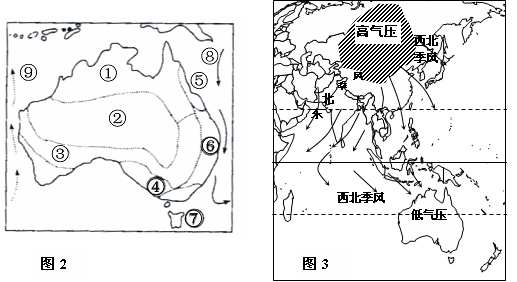 ⑧
⑨
①
⑤
②
⑥
③
④
⑦
图2
高气压
西北
季风
东
北
季
风
西北季风
低气压
图3